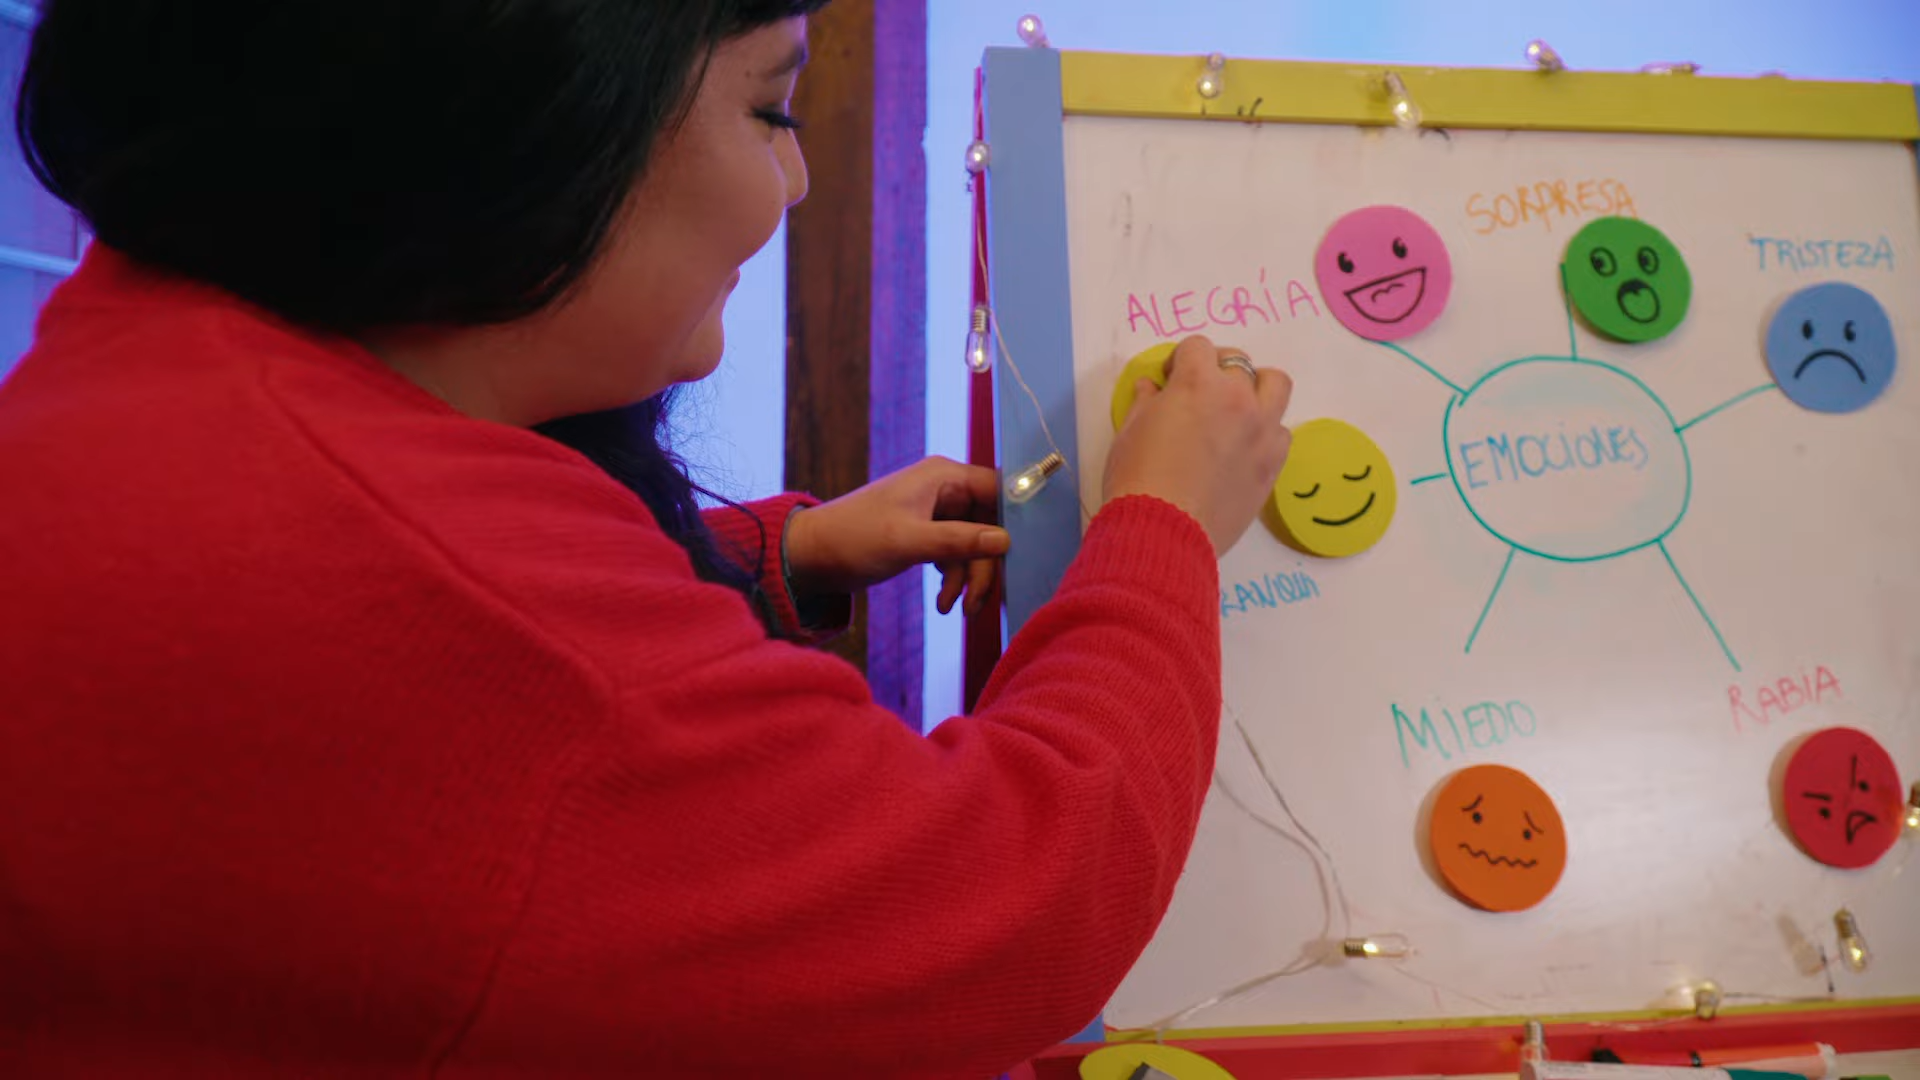 SORPRESA
TRISTEZA
ALEGRÍA
EMOCIONES
MIEDO
RABIA